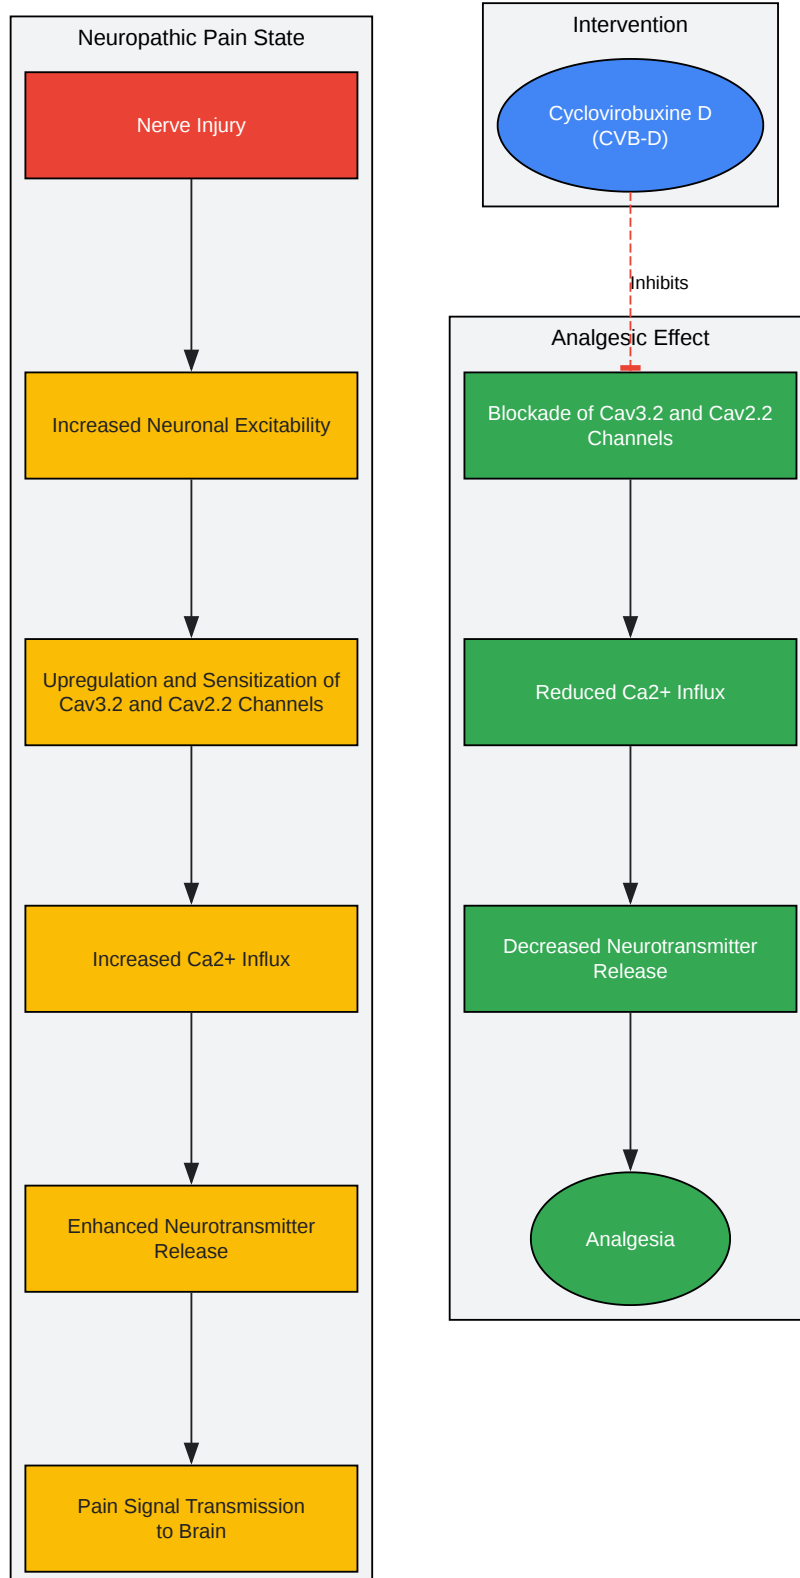 Neuropathic Pain State
Nerve Injury
Increased Neuronal Excitability
Upregulation and Sensitization of
Cav3.2 and Cav2.2 Channels
Increased Ca2+ Influx
Enhanced Neurotransmitter
Release
Pain Signal Transmission
to Brain
Intervention
Cyclovirobuxine D
(CVB-D)
Inhibits
Analgesic Effect
Blockade of Cav3.2 and Cav2.2
Channels
Reduced Ca2+ Influx
Decreased Neurotransmitter
Release
Analgesia